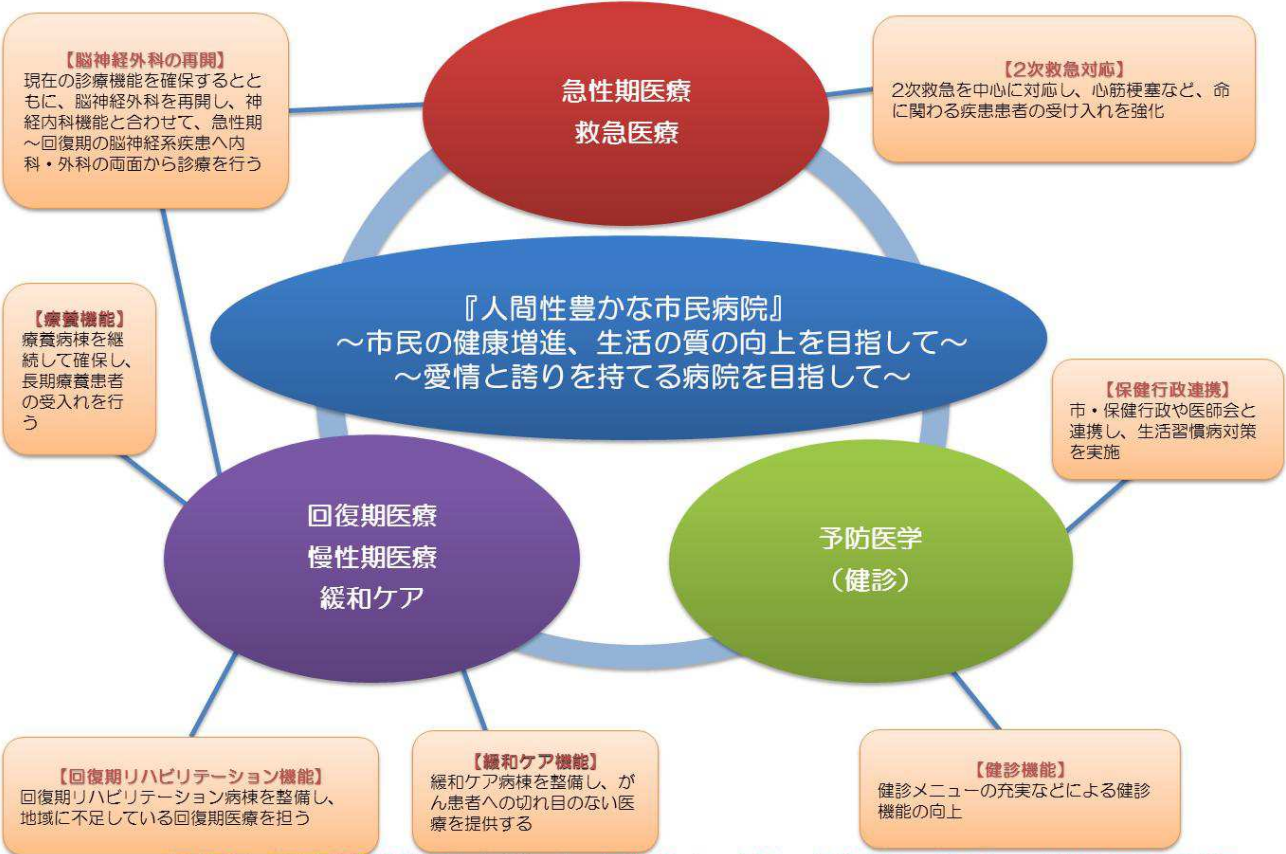 【脳神経外科の再開】
現在の診療機能を確保するとと
もに、脳神経外科を再開し、神
経内科機能と合わせて、急性期
～回復期の脳神経系疾患へ内
科・外科の両面から診療を行う
急性期医療
救急医療
【2次救急対応】
2次救急を中心に対応し、心筋梗塞など、命
に関わる疾患患者の受け入れを強化
『人間性豊かな市民病院』
～市民の健康増進、生活の質の向上を目指して～
～愛情と誇りを持てる病院を目指して～
【療養機能】
療養病棟を継
続して確保し、
長期療養患者
の受入れを行
う
【保健行政連携】
市・保健行政や医師会と
連携し、生活習慣病対策
を実施
回復期医療
慢性期医療
緩和ケア
予防医学
（健診）
【回復期リハビリテーション機能】
回復期リハビリテーション病棟を整備し、
地域に不足している回復期医療を担う
【緩和ケア機能】
緩和ケア病棟を整備し、が
ん患者への切れ目のない医
療を提供する
【健診機能】
健診メニューの充実などによる健診
機能の向上